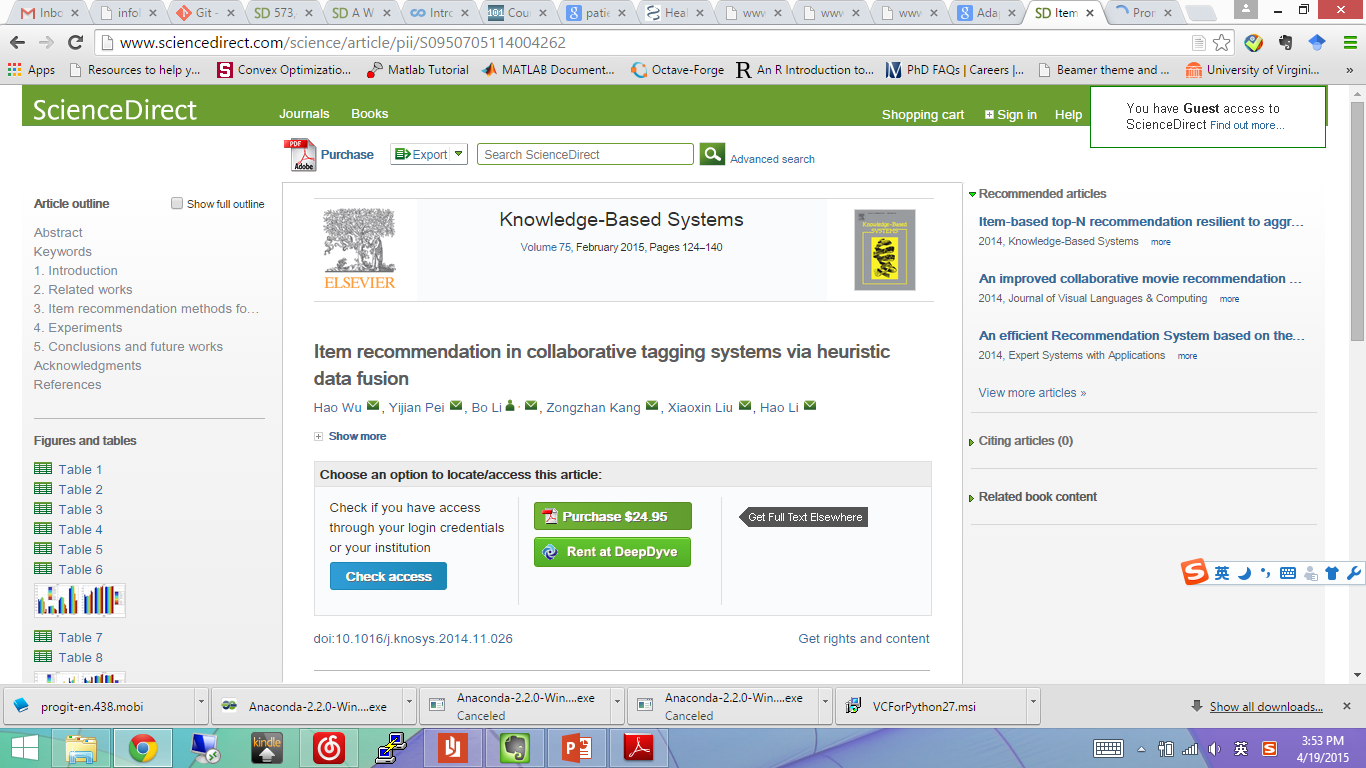 Inbo
infol
Git -
SD 573,
SD A W
Intro
Cour
patie
Heal
www
www
www
Adap
SD Item
Pror
www.sciencedirect.com/science/article/pii/S0950705114004262
Apps
Resources to help y...
Convex Optimizatio...
Matlab Tutorial
MATLAB Document...
Octave-Forge
An R Introduction to...
PhD FAQs | Careers |...
Beamer theme and ...
University of Virgini...
»
ScienceDirect
Journals
Books
Shopping cart
Sign in
Help
You have Guest access to
ScienceDirect Find out more...
PDF
Adobe
Purchase
Export
Search ScienceDirect
Advanced search
Article outline
Show full outline
Abstract
Keywords
1. Introduction
2. Related works
3. Item recommendation methods fo...
4. Experiments
5. Conclusions and future works
Acknowledgments
References
Figures and tables
Table 1
Table 2
Table 3
Table 4
Table 5
Table 6
Table 7
Table 8
ELSEVIER
Knowledge-Based Systems
Volume 75, February 2015, Pages 124–140
Item recommendation in collaborative tagging systems via heuristic
data fusion
Hao Wu , Yijian Pei , Bo Li , Zongzhan Kang , Xiaoxin Liu , Hao Li
Show more
Choose an option to locate/access this article:
Check if you have access
through your login credentials
or your institution
Check access
Purchase $24.95
Rent at DeepDyve
Get Full Text Elsewhere
doi:10.1016/j.knosys.2014.11.026
Get rights and content
Recommended articles
Item-based top-N recommendation resilient to aggr...
2014, Knowledge-Based Systems more
An improved collaborative movie recommendation ...
2014, Journal of Visual Languages & Computing more
An efficient Recommendation System based on the...
2014, Expert Systems with Applications more
View more articles »
Citing articles (0)
Related book content
英
progit-en.438.mobi
Anaconda-2.2.0-Win....exe
Anaconda-2.2.0-Win....exe
Canceled
Anaconda-2.2.0-Win....exe
Canceled
VCForPython27.msi
Show all downloads...
kindle
英
3:53 PM
4/19/2015